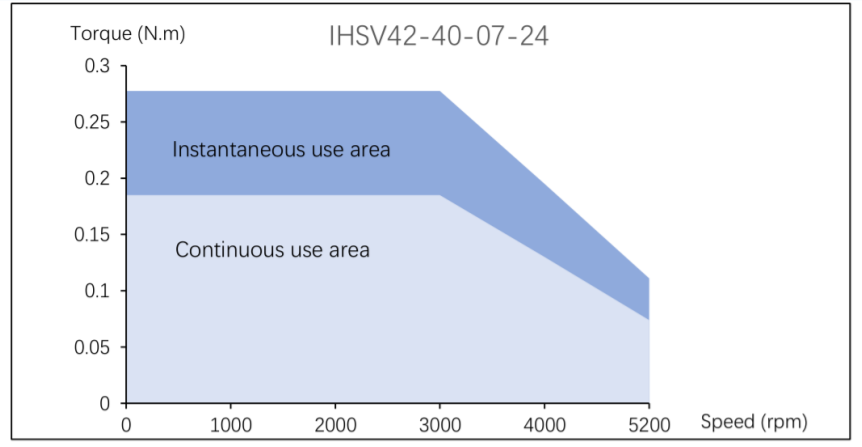 Torque (N.m)
IHSV42-40-07-24
0.3
0.25
0.2
0.15
0.1
0.05
0
Instantaneous use area
Continuous use area
0 1000 2000 3000 4000 5200 Speed (rpm)